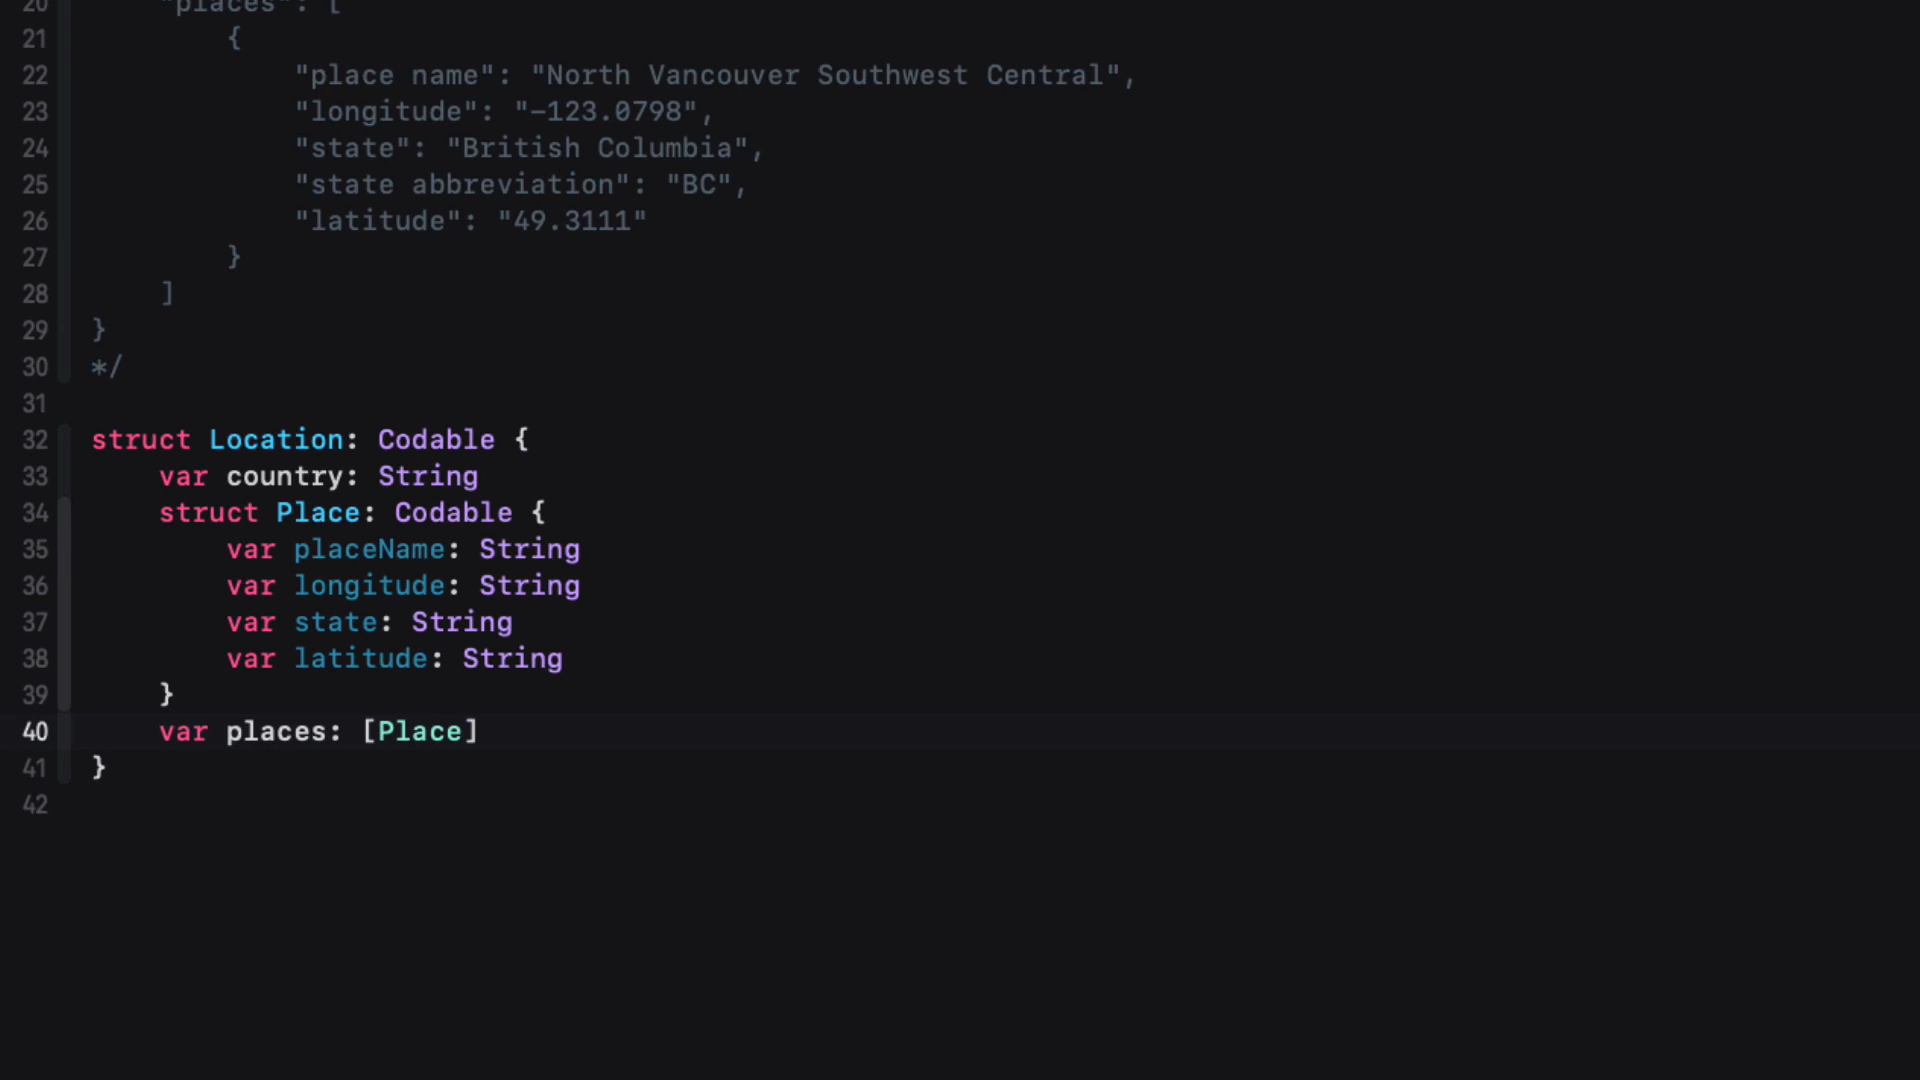 20 "places": [
21 {
22 "place name": "North Vancouver Southwest Central",
23 "longitude": "-123.0798",
24 "state": "British Columbia",
25 "state abbreviation": "BC",
26 "latitude": "49.3111"
27 }
28 ]
29 }
30 */
31
32 struct Location: Codable {
33 var country: String
34 struct Place: Codable {
35 var placeName: String
36 var longitude: String
37 var state: String
38 var latitude: String
39 }
40 var places: [Place]
41 }
42